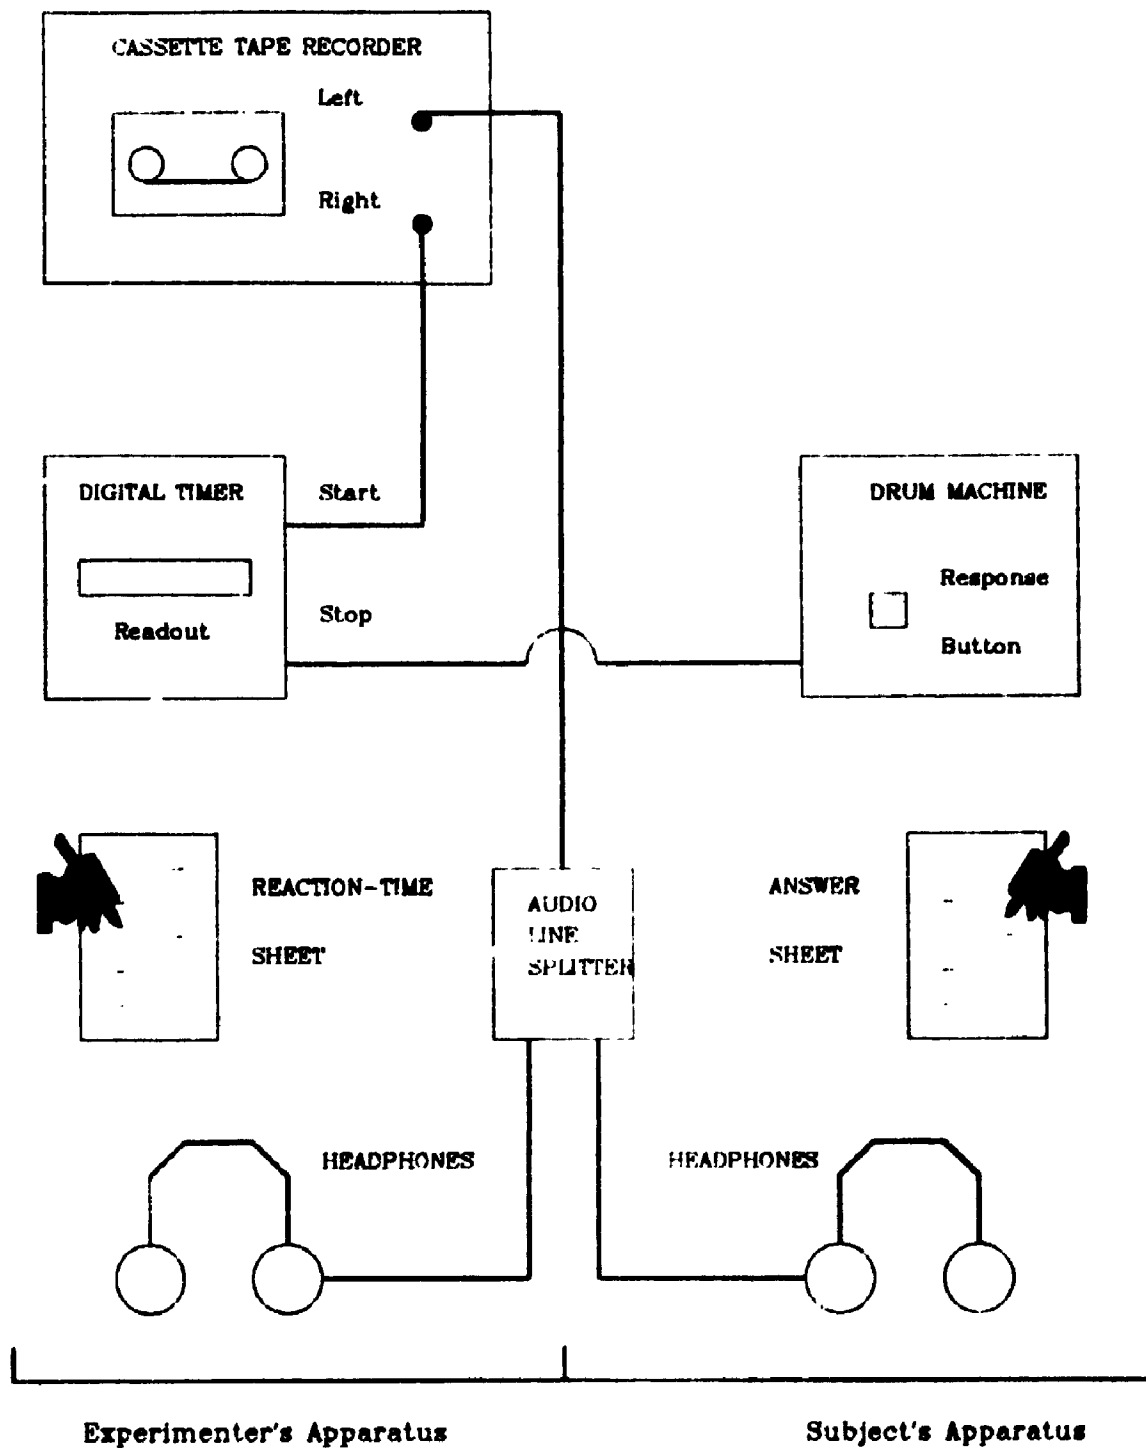 CASSETTE TAPE RECORDER
Left
Right
DIGITAL TIMER
Start
Readout
Stop
DRUM MACHINE
Response
Button
REACTION-TIME
SHEET
AUDIO
LINE
SPLITTER
ANSWER
SHEET
HEADPHONES
HEADPHONES
Experimenter's Apparatus
Subject's Apparatus